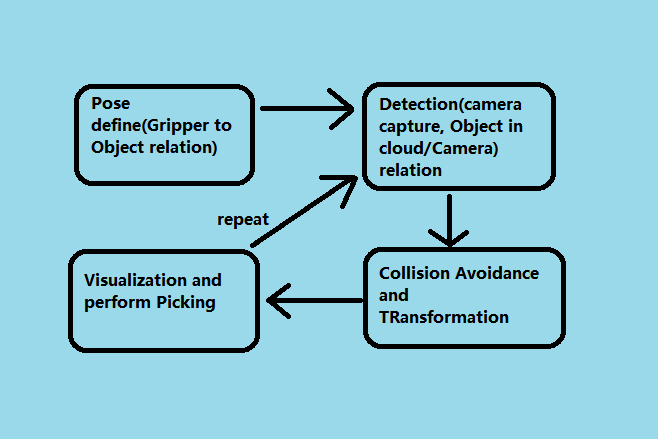 Pose
define(Gripper to
Object relation)
Detection(camera
capture, Object in
cloud/Camera)
relation
repeat
Visualization and
perform Picking
Collision Avoidance
and
TRansformation